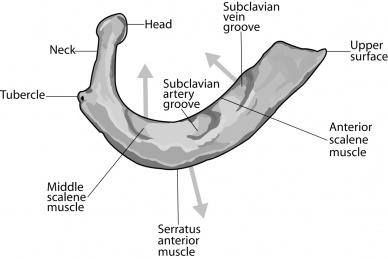 Subclavian
vein
groove
Head
Neck
Upper
surface
Subclavian
artery
groove
Tubercle
Anterior
scalene
muscle
Middle
scalene
muscle
Serratus
anterior
muscle